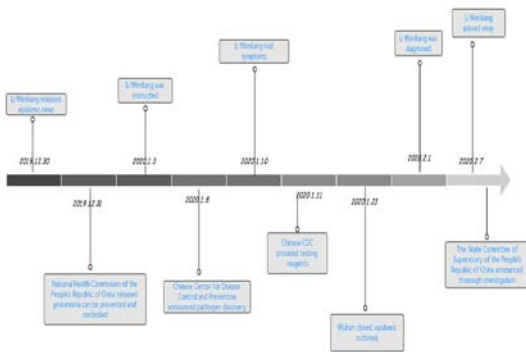 Li Wenliang
passed away
Li Wenliang was
diagnosed
Li Wenliang had
symptoms
Li Wenliang was
instructed
Li Wenliang released
epidemic news
2019.12.30
2020.1.3
2020.1.10
2020.2.1
2020.2.7
2019.12.31
2020.1.11
2020.1.23
Chinese CDC
provided testing
reagents
The State Committee of
Supervisory of the People's
Republic of China announced
thorough investigation
National Health Commission of the
People's Republic of China released
pneumonia can be prevented and
controlled
Chinese Center for Disease
Control and Prevention
announced pathogen discovery
Wuhan closed, epidemic
outbreak